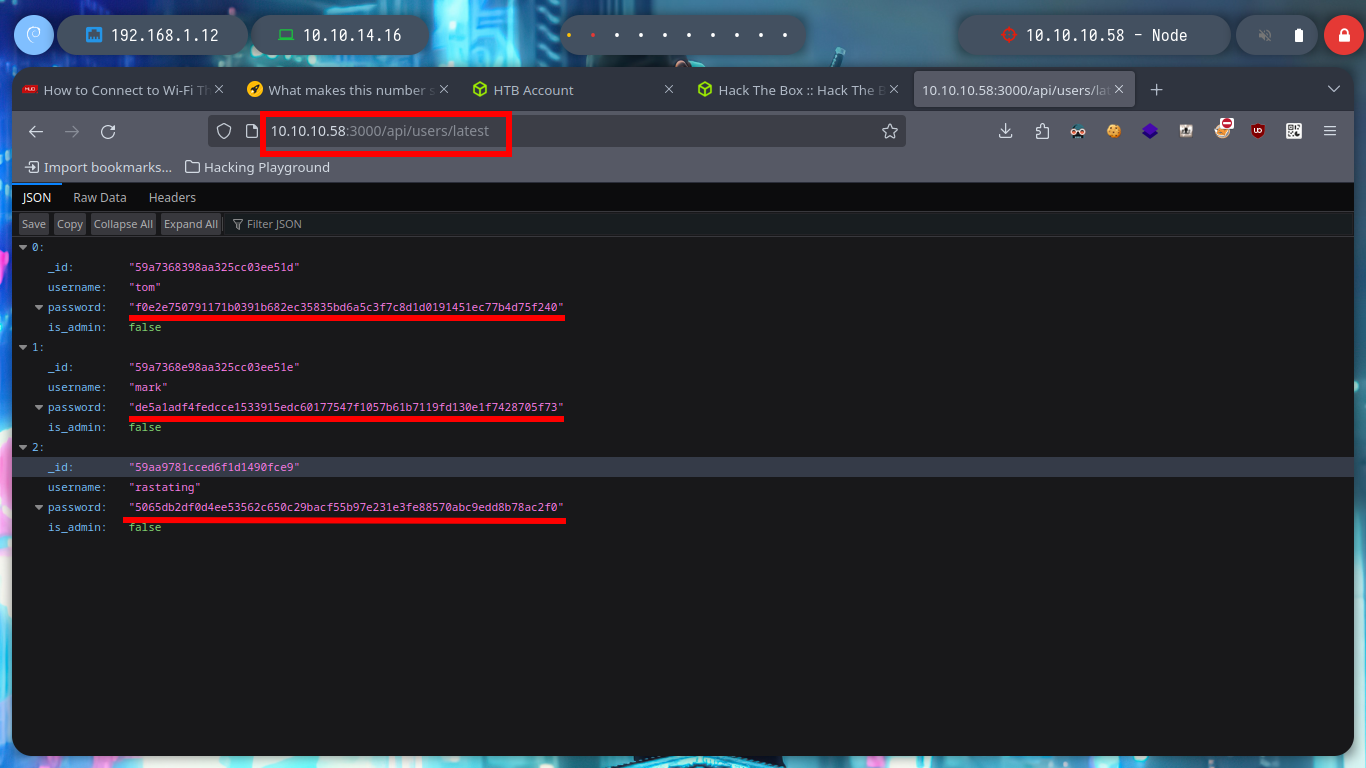 192.168.1.12
10.10.14.16
10.10.10.58 - Node
How to Connect to Wi-Fi Th
What makes this number s
HTB Account
Hack The Box :: Hack The B
10.10.10.58:3000/api/users/lat
10.10.10.58:3000/api/users/latest
Import bookmarks...
Hacking Playground
JSON
Raw Data
Headers
Save
Copy
Collapse All
Expand All
Filter JSON
0:
_id: "59a7368398aa325cc03ee51d"
username: "tom"
password: "f0e2e750791171b0391b682ec35835bd6a5c3f7c8d1d0191451ec77b4d75f240"
is_admin: false
1:
_id: "59a7368e98aa325cc03ee51e"
username: "mark"
password: "de5a1adf4fedcce1533915edc60177547f1057b61b7119fd130e1f7428705f73"
is_admin: false
2:
_id: "59aa9781cced6f1d1490fce9"
username: "rastating"
password: "5065db2df0d4ee53562c650c29bacf55b97e231e3fe88570abc9edd8b78ac2f0"
is_admin: false